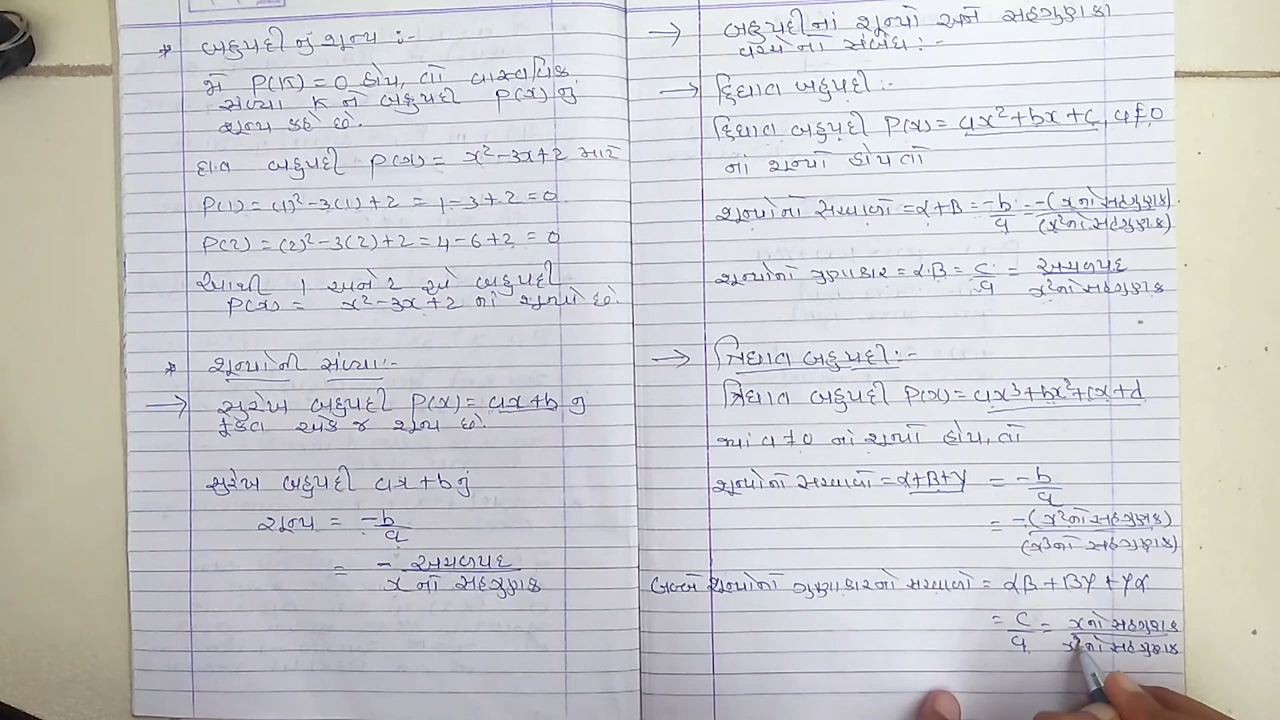 * બહુપદીનું શૂન્ય :-
જો P(K) = 0 હોય, તો વાસ્તવિક
સંખ્યા K ને બહુપદી P(x) નું
શૂન્ય કહે છે.
દા.ત બહુપદી P(x) = x²-3x+2 માટે
P(1) = (1)²-3(1)+2 = 1-3+2 = 0
P(2) = (2)²-3(2)+2 = 4-6+2 = 0
આથી 1 અને 2 એ બહુપદી
P(x) = x²-3x+2 નાં શૂન્યો છે.
* શૂન્યોની સંખ્યા:-
→ સુરેખ બહુપદી P(x) = ax+b નું
ફક્ત એક જ શૂન્ય છે.
સુરેખ બહુપદી ax+b નું
શૂન્ય = -b/a
= - અચળપદ / x નો સહગુણક
→ બહુપદીનાં શૂન્યો અને સહગુણકો
વચ્ચેના સંબંધ:-
→ દ્વિઘાત બહુપદી :-
દ્વિઘાત બહુપદી P(x) = ax²+bx+c, a≠0
નાં શૂન્યો હોય તો
શૂન્યોનો સરવાળો = α+β = -b/a = -(x નો સહગુણક)/(x² નો સહગુણક)
શૂન્યોનો ગુણાકાર = α.β = c/a = અચળપદ/x² નો સહગુણક
→ ત્રિઘાત બહુપદી:-
ત્રિઘાત બહુપદી P(x) = ax³+bx²+cx+d
જ્યાં a≠0 નાં શૂન્યો હોય, તો
શૂન્યોનો સરવાળો = α+β+γ = -b/a
= -(x² નો સહગુણક)/(x³ નો સહગુણક)
બબ્બે શૂન્યોનાં ગુણાકારનો સરવાળો = αβ+βγ+γα
= c/a = x નો સહગુણક/x³ નો સહગુણક